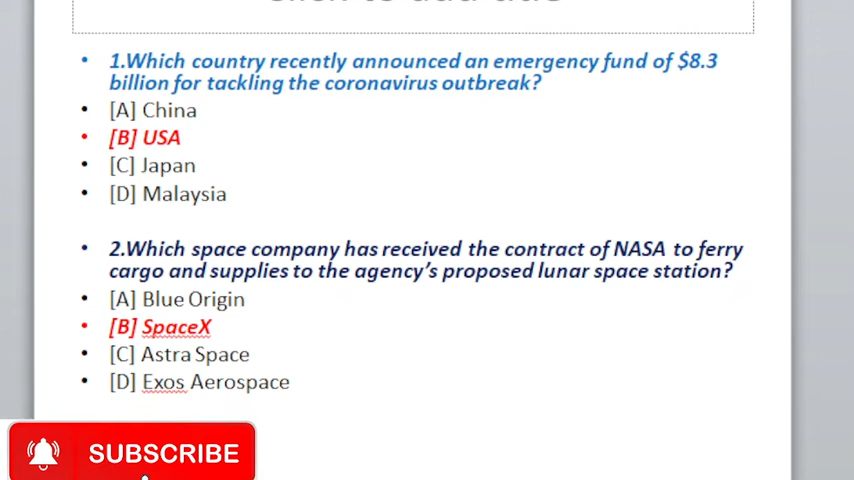 1.Which country recently announced an emergency fund of $8.3
billion for tackling the coronavirus outbreak?
[A] China
[B] USA
[C] Japan
[D] Malaysia
2.Which space company has received the contract of NASA to ferry
cargo and supplies to the agency's proposed lunar space station?
[A] Blue Origin
[B] SpaceX
[C] Astra Space
[D] Exos Aerospace
SUBSCRIBE